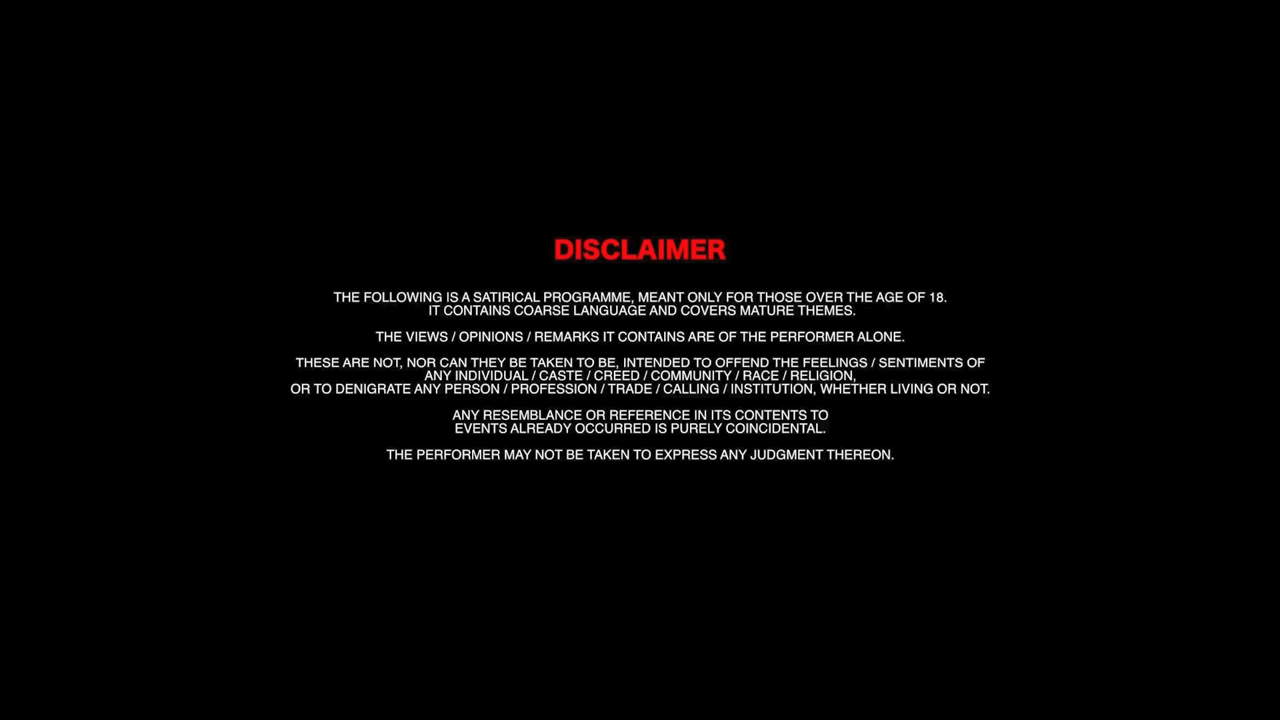 DISCLAIMER
THE FOLLOWING IS A SATIRICAL PROGRAMME, MEANT ONLY FOR THOSE OVER THE AGE OF 18.
IT CONTAINS COARSE LANGUAGE AND COVERS MATURE THEMES.
THE VIEWS / OPINIONS / REMARKS IT CONTAINS ARE OF THE PERFORMER ALONE.
THESE ARE NOT, NOR CAN THEY BE TAKEN TO BE, INTENDED TO OFFEND THE FEELINGS / SENTIMENTS OF
ANY INDIVIDUAL / CASTE / CREED / COMMUNITY / RACE / RELIGION,
OR TO DENIGRATE ANY PERSON / PROFESSION / TRADE / CALLING / INSTITUTION, WHETHER LIVING OR NOT.
ANY RESEMBLANCE OR REFERENCE IN ITS CONTENTS TO
EVENTS ALREADY OCCURRED IS PURELY COINCIDENTAL.
THE PERFORMER MAY NOT BE TAKEN TO EXPRESS ANY JUDGMENT THEREON.